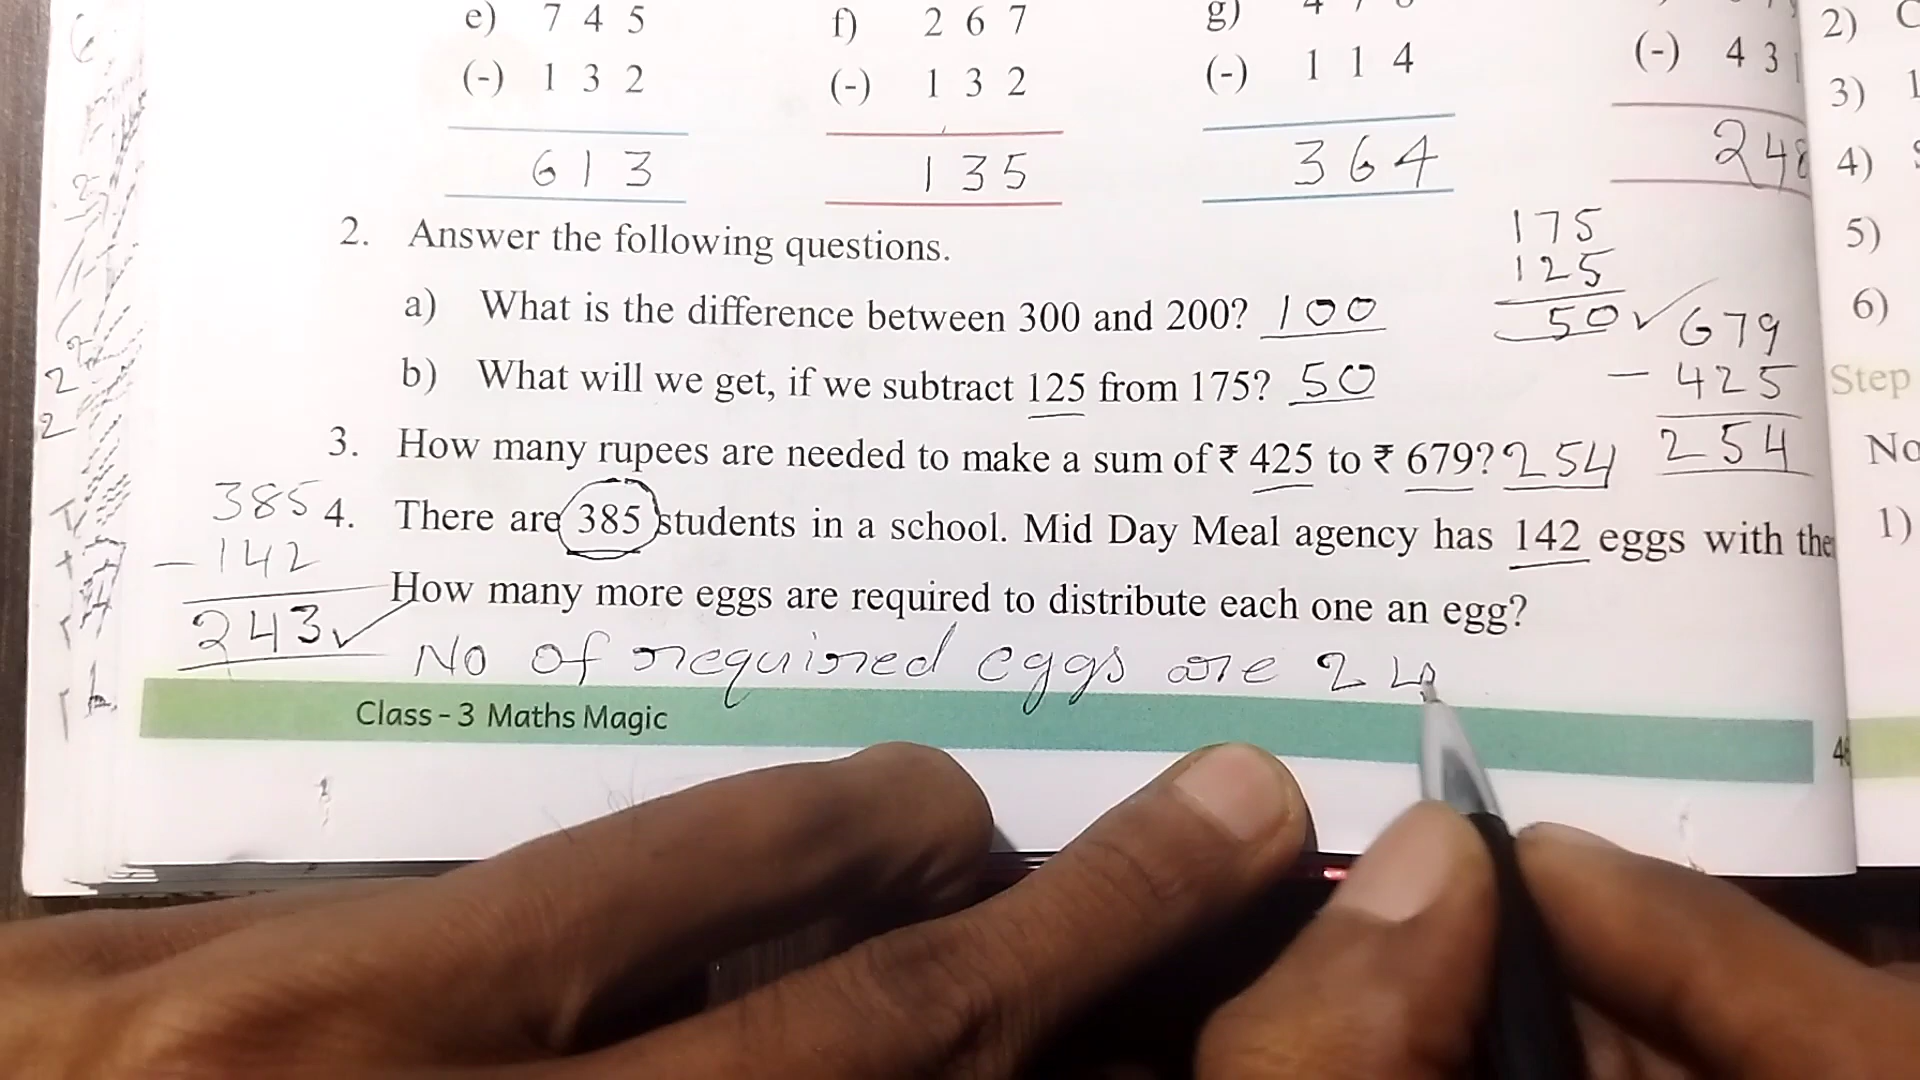 e) 7 4 5
(-) 1 3 2
6 1 3
f) 2 6 7
(-) 1 3 2
1 3 5
g)
(-) 1 1 4
3 6 4
(-) 4 3 1
2 4 8
2. Answer the following questions.
a) What is the difference between 300 and 200? 100
b) What will we get, if we subtract 125 from 175? 50
175
125
50 ✓
3. How many rupees are needed to make a sum of ₹ 425 to ₹ 679? 254
679
- 425
254
4. There are 385 students in a school. Mid Day Meal agency has 142 eggs with
How many more eggs are required to distribute each one an egg?
385
- 142
243 ✓
No of required eggs are 24
Class - 3 Maths Magic
2)
3)
4)
5)
6)
Step
1)